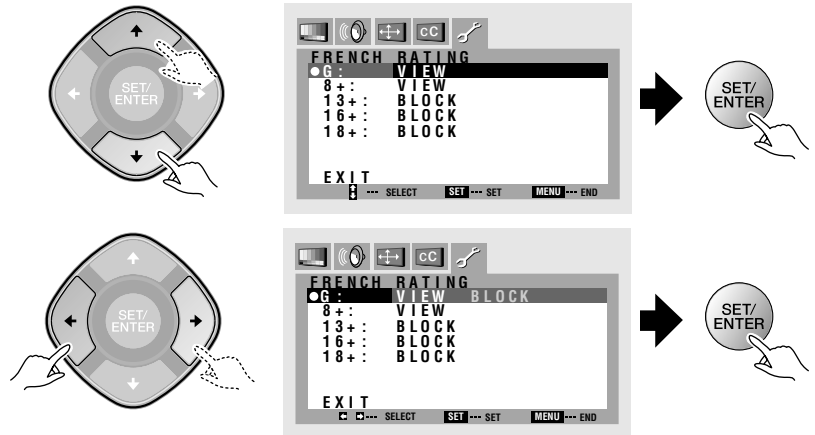 SET/
ENTER
CC
FRENCH RATING
G: VIEW
8+: VIEW
13+: BLOCK
16+: BLOCK
18+: BLOCK
EXIT
--- SELECT SET --- SET MENU --- END
SET/
ENTER
SET/
ENTER
CC
FRENCH RATING
G: VIEW BLOCK
8+: VIEW
13+: BLOCK
16+: BLOCK
18+: BLOCK
EXIT
--- SELECT SET --- SET MENU --- END
SET/
ENTER